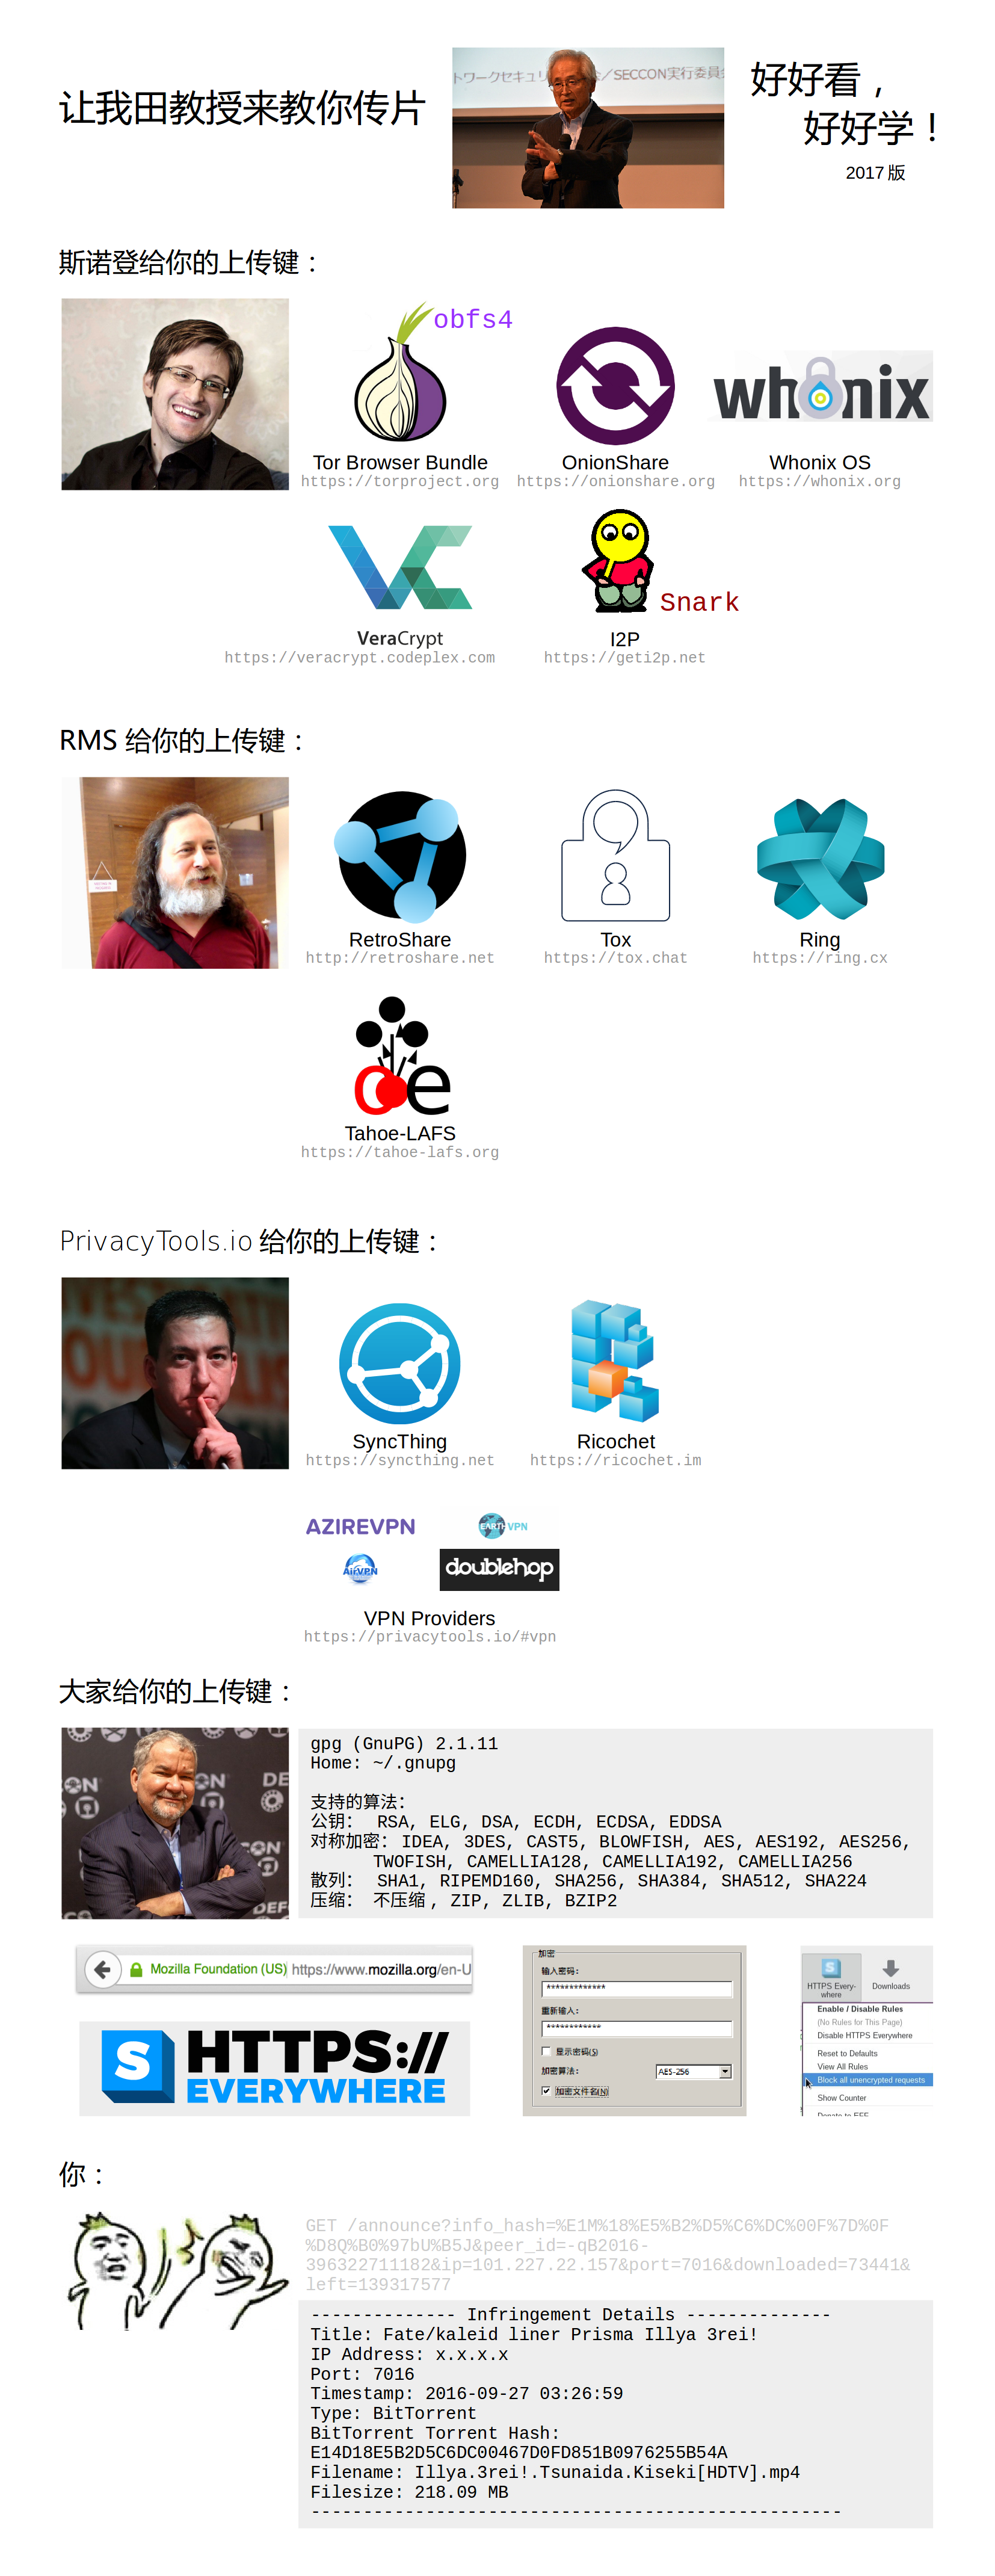 让我田教授来教你传片
トワークセキュリ
会／SECCON実行委員会
好好看，
好好学！
2017 版
斯诺登给你的上传键：
obfs4
whonix
Tor Browser Bundle
https://torproject.org
OnionShare
https://onionshare.org
Whonix OS
https://whonix.org
Snark
VeraCrypt
https://veracrypt.codeplex.com
I2P
https://geti2p.net
RMS 给你的上传键：
RetroShare
http://retroshare.net
Tox
https://tox.chat
Ring
https://ring.cx
Tahoe-LAFS
https://tahoe-lafs.org
PrivacyTools.io 给你的上传键：
SyncThing
https://syncthing.net
Ricochet
https://ricochet.im
AZIREVPN
EARTH VPN
AirVPN
doublehop
VPN Providers
https://privacytools.io/#vpn
大家给你的上传键：
gpg (GnuPG) 2.1.11
Home: ~/.gnupg
支持的算法：
公钥： RSA, ELG, DSA, ECDH, ECDSA, EDDSA
对称加密：IDEA, 3DES, CAST5, BLOWFISH, AES, AES192, AES256,
TWOFISH, CAMELLIA128, CAMELLIA192, CAMELLIA256
散列： SHA1, RIPEMD160, SHA256, SHA384, SHA512, SHA224
压缩： 不压缩, ZIP, ZLIB, BZIP2
Mozilla Foundation (US) https://www.mozilla.org/en-U
S HTTPS://
EVERYWHERE
加密
输入密码:
*************
重新输入:
************
显示密码(S)
加密算法: AES-256
加密文件名(N)
HTTPS Every-
where
Downloads
Enable / Disable Rules
(No Rules for This Page)
Disable HTTPS Everywhere
Reset to Defaults
View All Rules
Block all unencrypted requests
Show Counter
Donate to EFF
你：
GET /announce?info_hash=%E1M%18%E5%B2%D5%C6%DC%00F%7D%0F
%D8Q%B0%97bU%B5J&peer_id=-qB2016-
396322711182&ip=101.227.22.157&port=7016&downloaded=73441&
left=139317577
-------------- Infringement Details --------------
Title: Fate/kaleid liner Prisma Illya 3rei!
IP Address: x.x.x.x
Port: 7016
Timestamp: 2016-09-27 03:26:59
Type: BitTorrent
BitTorrent Torrent Hash:
E14D18E5B2D5C6DC00467D0FD851B0976255B54A
Filename: Illya.3rei!.Tsunaida.Kiseki[HDTV].mp4
Filesize: 218.09 MB
---------------------------------------------------